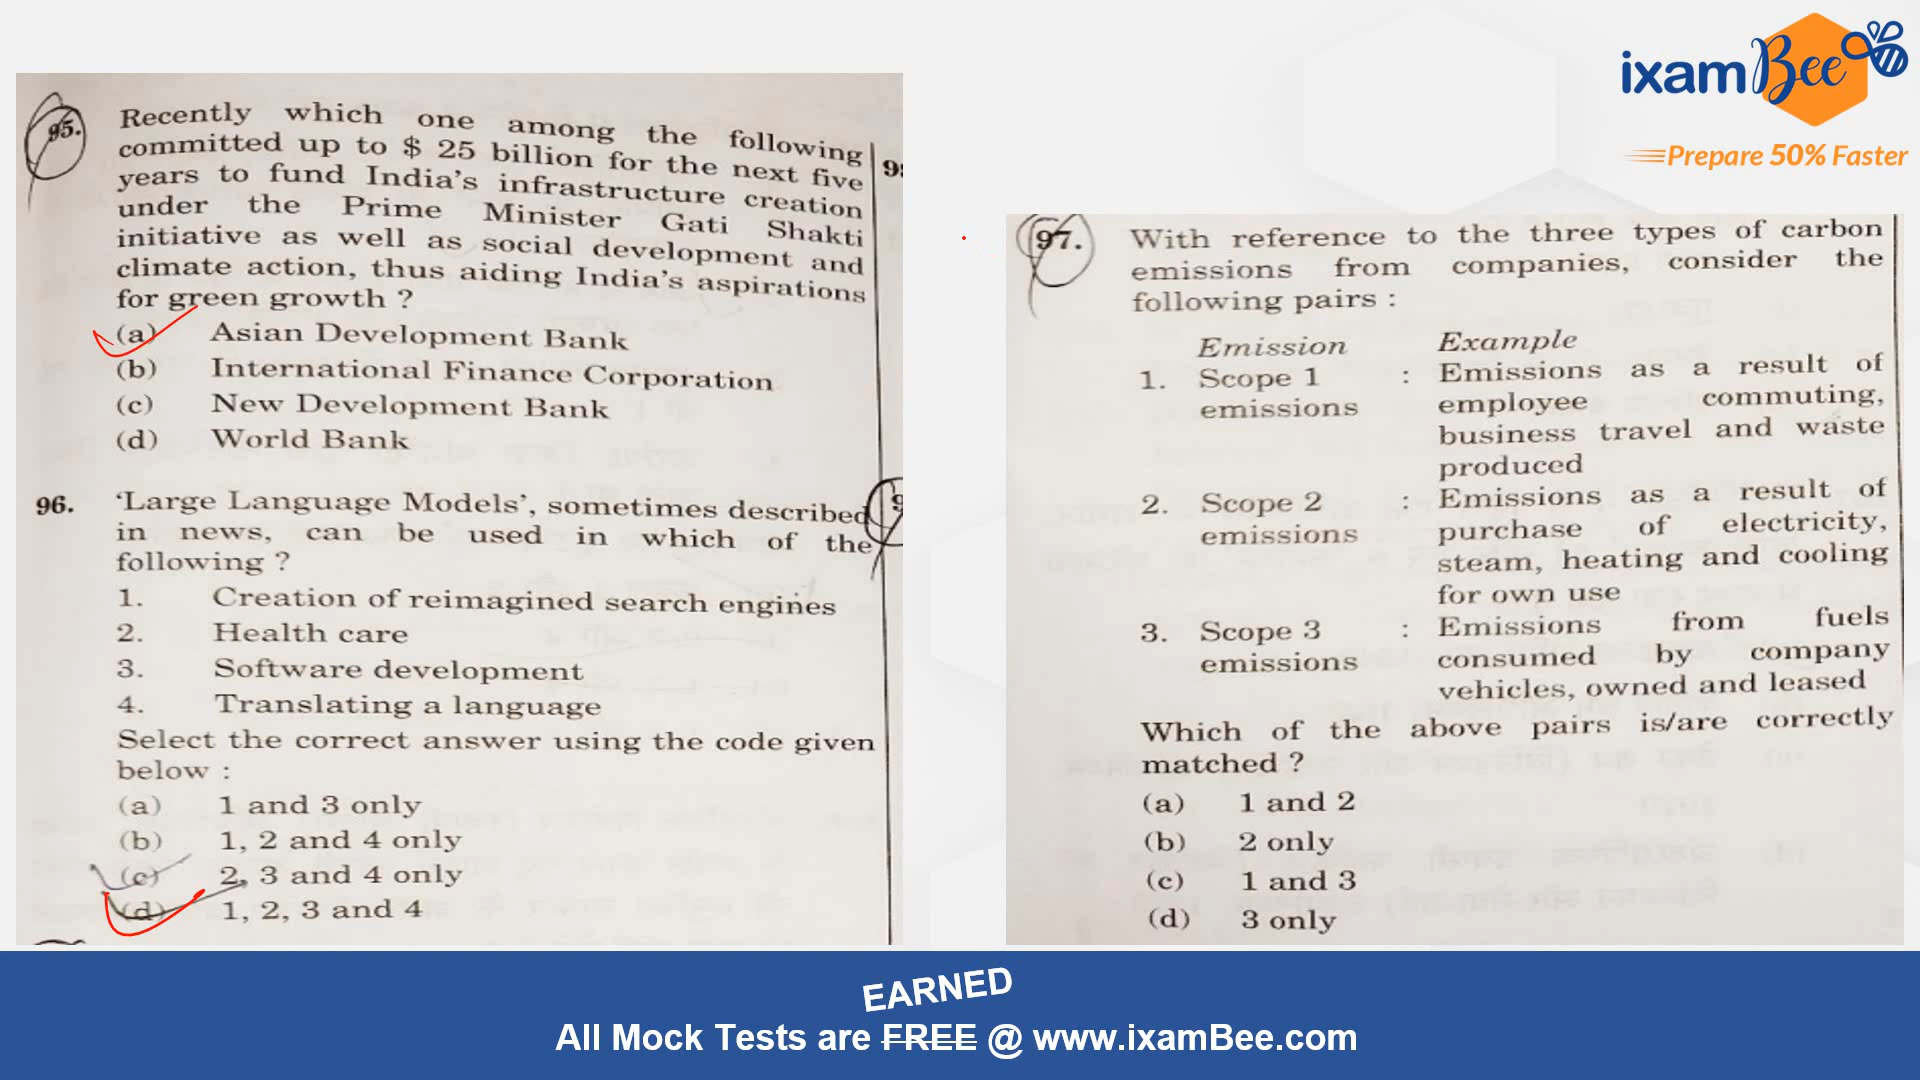 ixamBee
Prepare 50% Faster
95. Recently which one among the following
committed up to $ 25 billion for the next five
years to fund India's infrastructure creation
under the Prime Minister Gati Shakti
initiative as well as social development and
climate action, thus aiding India's aspirations
for green growth ?
(a) Asian Development Bank
(b) International Finance Corporation
(c) New Development Bank
(d) World Bank
96. 'Large Language Models', sometimes described
in news, can be used in which of the
following ?
1. Creation of reimagined search engines
2. Health care
3. Software development
4. Translating a language
Select the correct answer using the code given
below :
(a) 1 and 3 only
(b) 1, 2 and 4 only
(c) 2, 3 and 4 only
(d) 1, 2, 3 and 4
97. With reference to the three types of carbon
emissions from companies, consider the
following pairs :
Emission Example
1. Scope 1 : Emissions as a result of
emissions employee commuting,
business travel and waste
produced
2. Scope 2 : Emissions as a result of
emissions purchase of electricity,
steam, heating and cooling
for own use
3. Scope 3 : Emissions from fuels
emissions consumed by company
vehicles, owned and leased
Which of the above pairs is/are correctly
matched ?
(a) 1 and 2
(b) 2 only
(c) 1 and 3
(d) 3 only
EARNED
All Mock Tests are FREE @ www.ixamBee.com